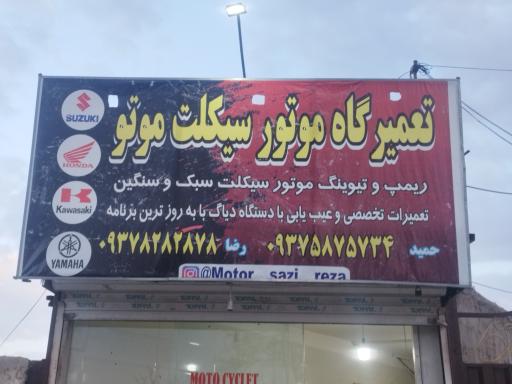 تعمیرگاه موتور سیکلت موتو
ریمپ و تیوینگ موتور سیکلت سبک و سنگین
تعمیرات تخصصی و عیب یابی با دستگاه دیاگ با به روز ترین برنامه
حمید ۰۹۳۷۵۸۷۵۷۳۴ رضا ۰۹۳۷۸۲۸۲۸۷۸
@Motor_sazi_reza
SUZUKI
HONDA
Kawasaki
YAMAHA
MOTO CYCLET